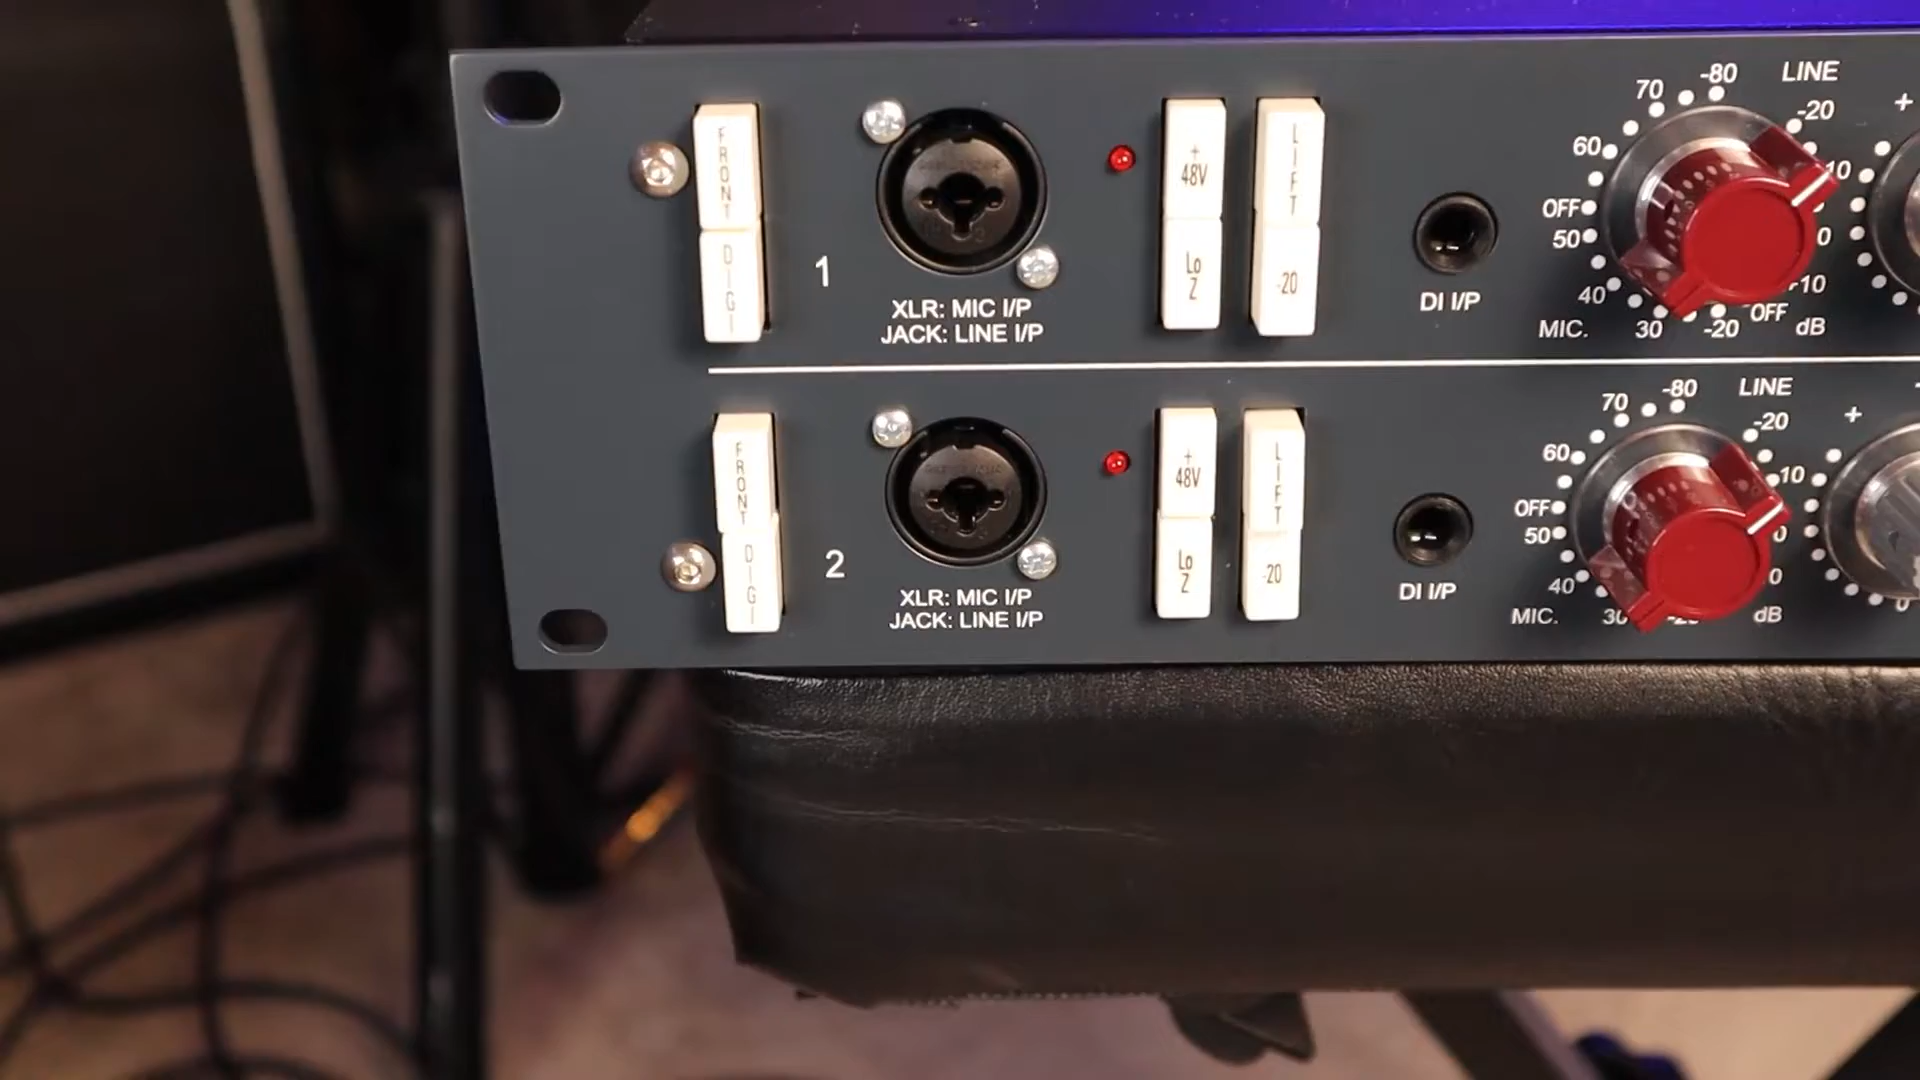 FRONT
DIGI
1
XLR: MIC I/P
JACK: LINE I/P
+
48V
Lo
Z
LIFT
-20
DI I/P
-80
LINE
70
-20
60
10
OFF
50
0
40
+10
MIC.
30
-20
OFF
dB
+
FRONT
DIGI
2
XLR: MIC I/P
JACK: LINE I/P
+
48V
Lo
Z
LIFT
-20
DI I/P
-80
LINE
70
-20
60
10
OFF
50
0
40
MIC.
dB
+
0